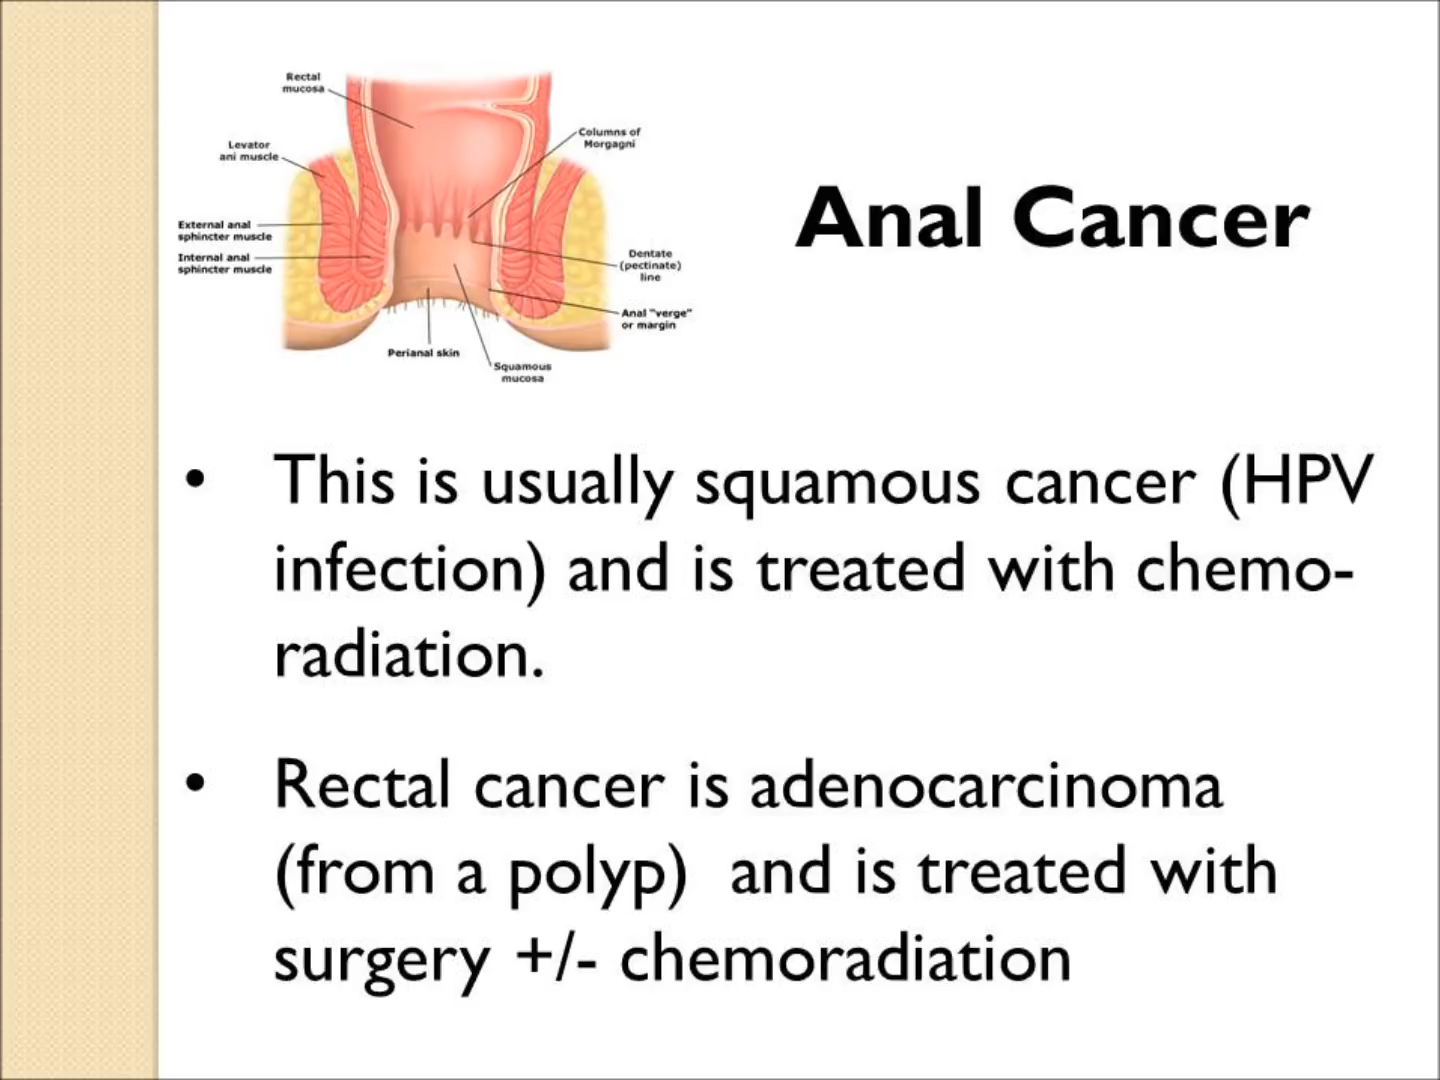 Rectal
mucosa
Levator
ani muscle
External anal
sphincter muscle
Internal anal
sphincter muscle
Columns of
Morgagni
Dentate
(pectinate)
line
Anal "verge"
or margin
Perianal skin
Squamous
mucosa
Anal Cancer
• This is usually squamous cancer (HPV
infection) and is treated with chemo-
radiation.
• Rectal cancer is adenocarcinoma
(from a polyp) and is treated with
surgery +/- chemoradiation